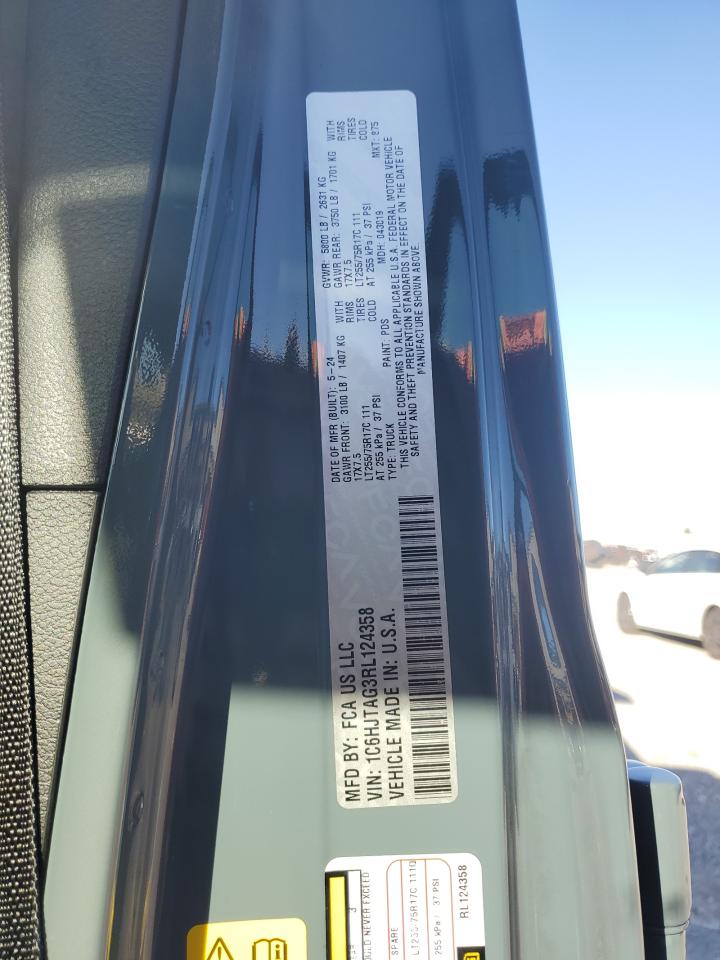 MFD BY: FCA US LLC
VIN: 1C6HJTAG3RL124358
VEHICLE MADE IN: U.S.A.
DATE OF MFR (BUILT): 5-24
GAWR FRONT: 3100 LB / 1407 KG WITH
17X7.5 RIMS
LT255/75R17C 111 TIRES
AT 255 kPa / 37 PSI COLD
TYPE: TRUCK PAINT: PDS
GVWR: 5800 LB / 2631 KG
GAWR REAR: 3750 LB / 1701 KG WITH
17X7.5 RIMS
LT255/75R17C 111 TIRES
AT 255 kPa / 37 PSI COLD
MDH: 043019 MXT: 875
THIS VEHICLE CONFORMS TO ALL APPLICABLE U.S.A. FEDERAL MOTOR VEHICLE
SAFETY AND THEFT PREVENTION STANDARDS IN EFFECT ON THE DATE OF
MANUFACTURE SHOWN ABOVE.
3
NEVER EXCEED
SPARE
/75R17C 111Q
255 kPa / 37 PSI
RL124358